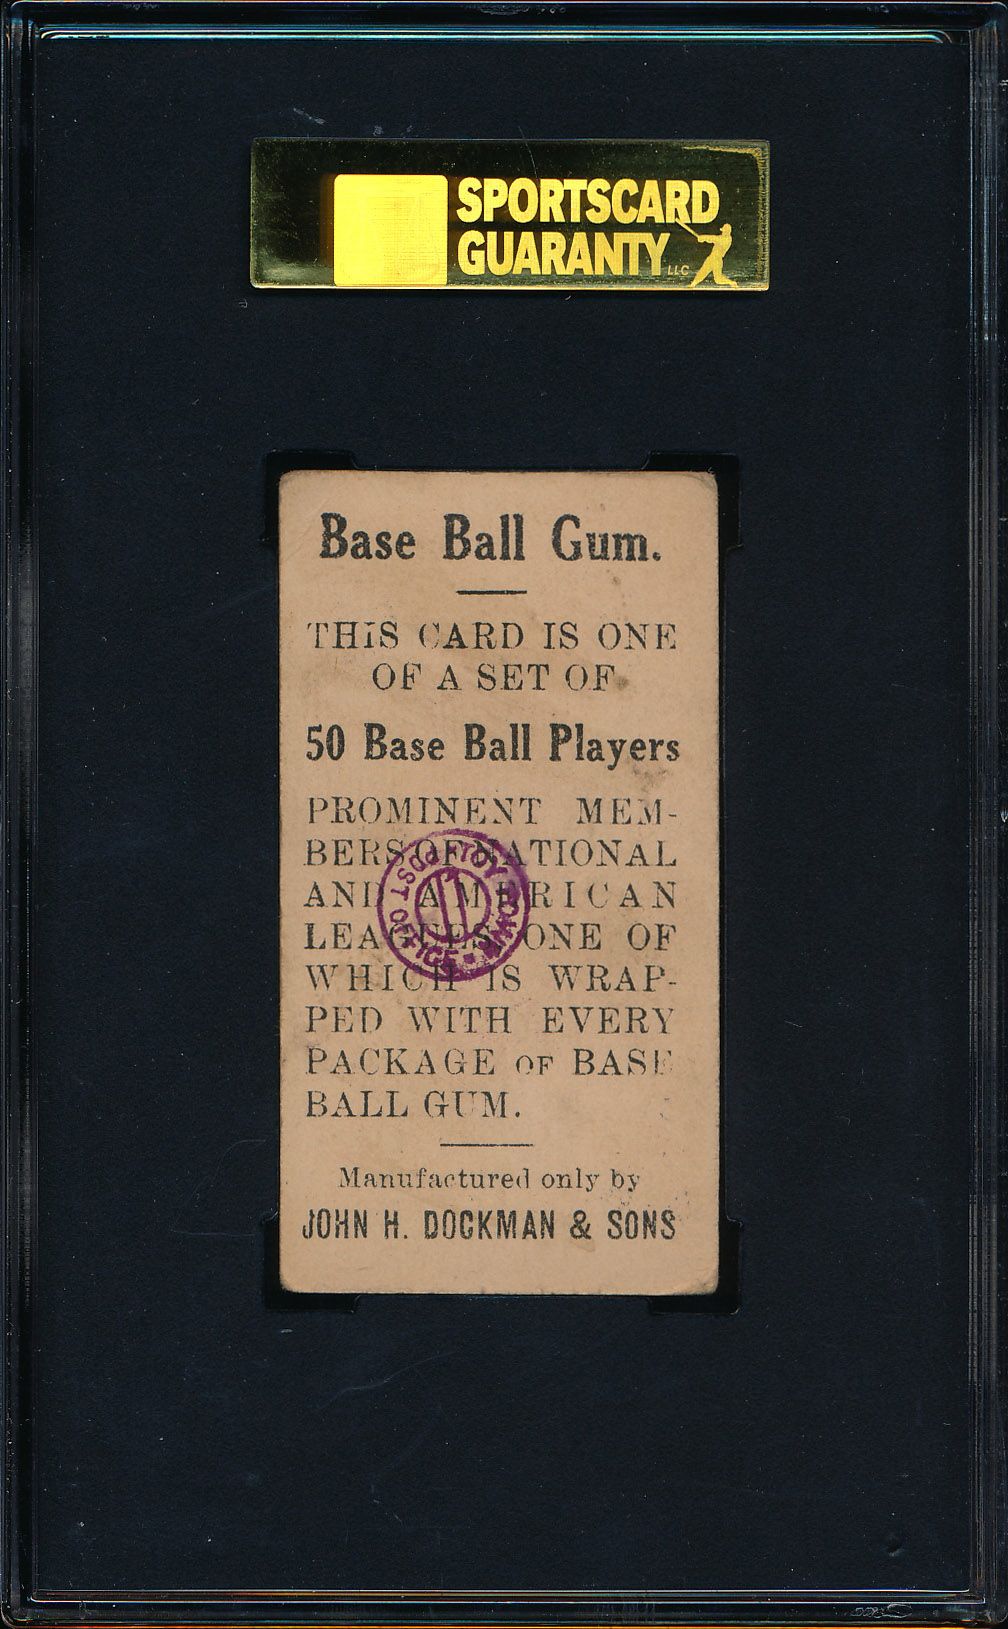 SPORTSCARD
GUARANTY LLC
Base Ball Gum.
THIS CARD IS ONE
OF A SET OF
50 Base Ball Players
PROMINENT MEM-
BERS OF NATIONAL
AND AMERICAN
LEAGUES, ONE OF
WHICH IS WRAP-
PED WITH EVERY
PACKAGE OF BASE
BALL GUM.
Manufactured only by
JOHN H. DOCKMAN & SONS
TOY TOWN POST OFFICE